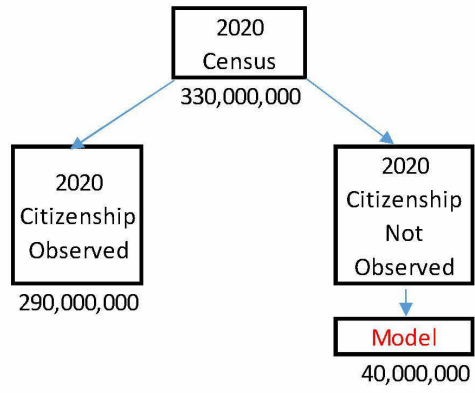 2020
Census
330,000,000
2020
Citizenship
Observed
290,000,000
2020
Citizenship
Not
Observed
Model
40,000,000